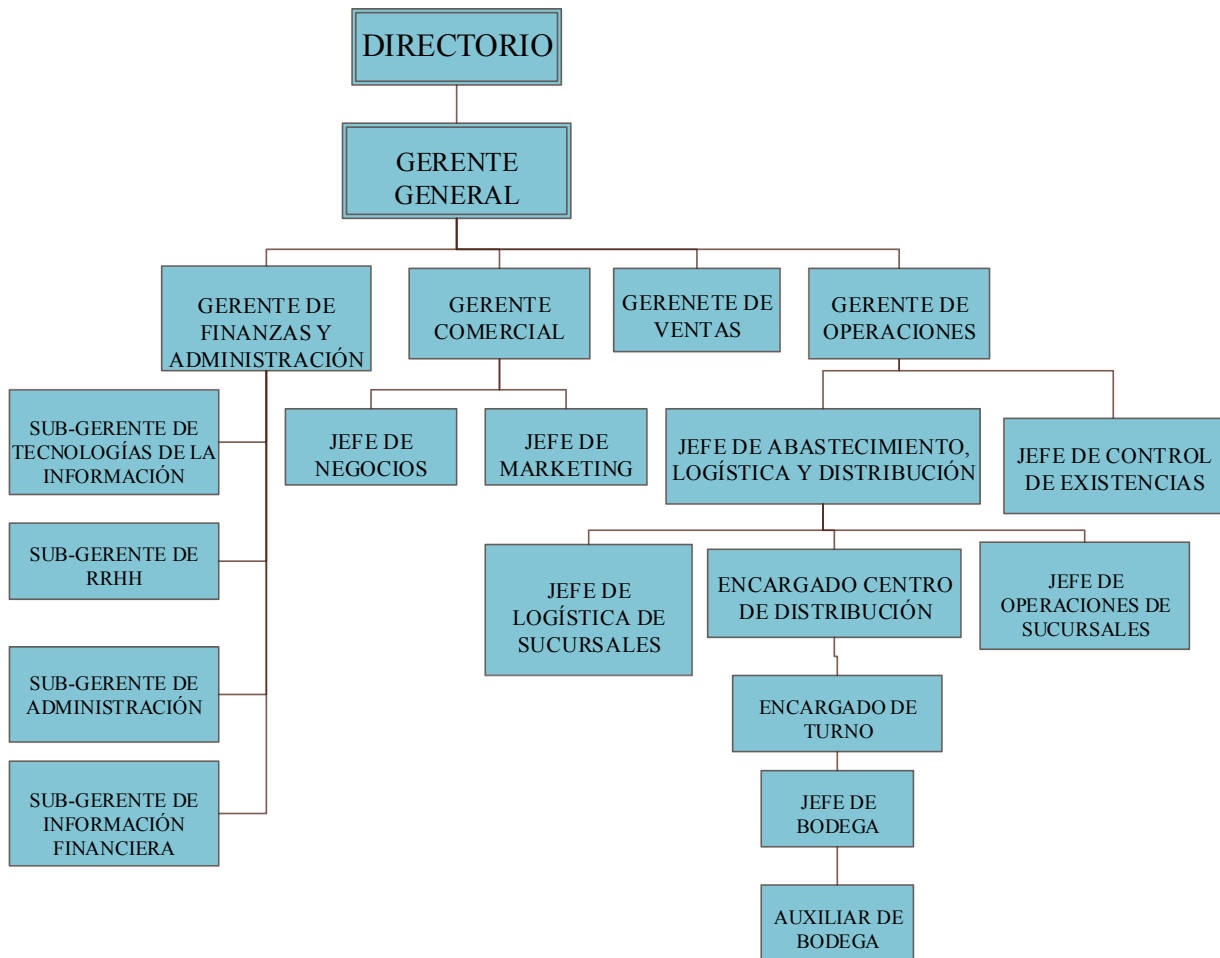 DIRECTORIO
GERENTE
GENERAL
GERENTE DE
FINANZAS Y
ADMINISTRACIÓN
GERENTE
COMERCIAL
GERENETE DE
VENTAS
GERENTE DE
OPERACIONES
SUB-GERENTE DE
TECNOLOGÍAS DE LA
INFORMACIÓN
JEFE DE
NEGOCIOS
JEFE DE
MARKETING
JEFE DE ABASTECIMIENTO,
LOGÍSTICA Y DISTRIBUCIÓN
JEFE DE CONTROL
DE EXISTENCIAS
SUB-GERENTE DE
RRHH
JEFE DE
LOGÍSTICA DE
SUCURSALES
ENCARGADO CENTRO
DE DISTRIBUCIÓN
JEFE DE
OPERACIONES DE
SUCURSALES
SUB-GERENTE DE
ADMINISTRACIÓN
ENCARGADO DE
TURNO
SUB-GERENTE DE
INFORMACIÓN
FINANCIERA
JEFE DE
BODEGA
AUXILIAR DE
BODEGA